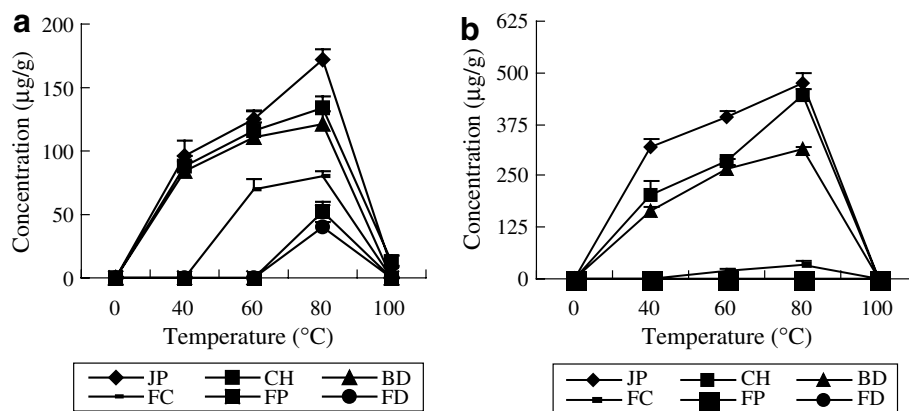 a
Concentration (µg/g)
200
150
100
50
0
0 40 60 80 100
Temperature (°C)
JP CH BD
FC FP FD
b
Concentration (µg/g)
625
500
375
250
125
0
0 40 60 80 100
Temperature (°C)
JP CH BD
FC FP FD